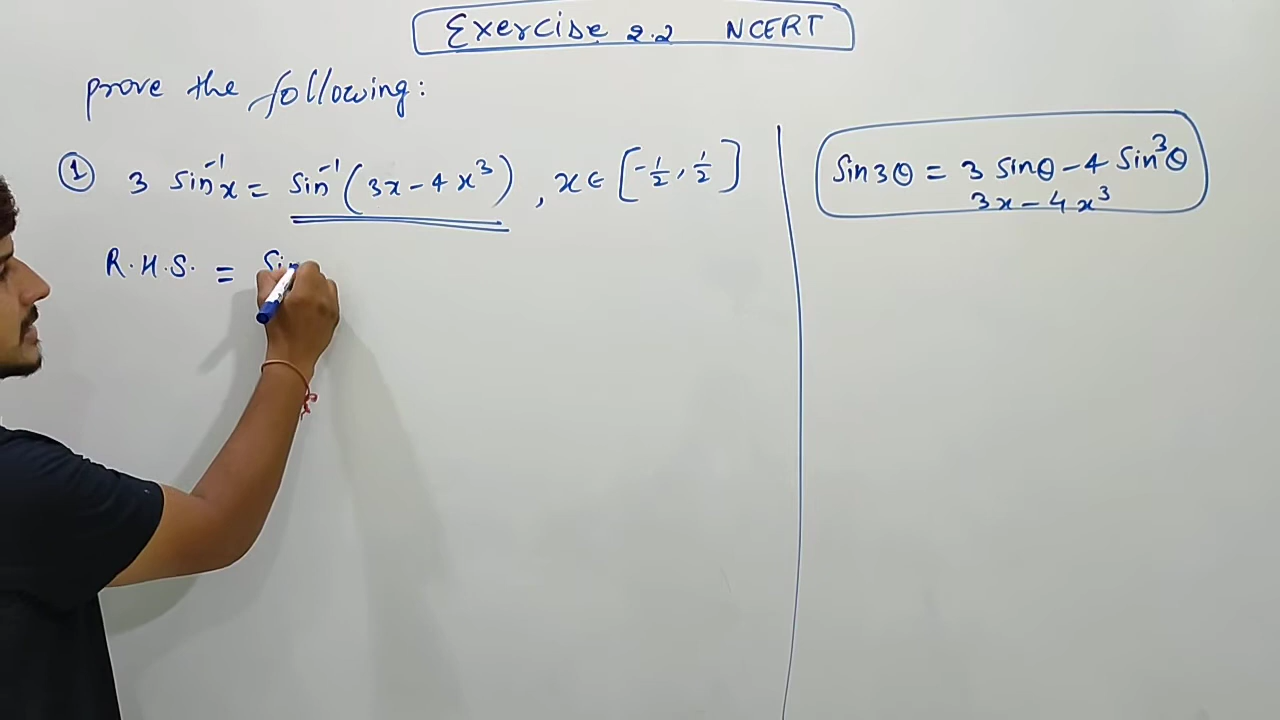 Exercise 2.2 NCERT
prove the following:
① 3 sin⁻¹x = sin⁻¹(3x-4x³), x∈[-1/2, 1/2]
Sin3θ = 3 sinθ-4 Sin³θ
3x-4x³
R.H.S. = Sin